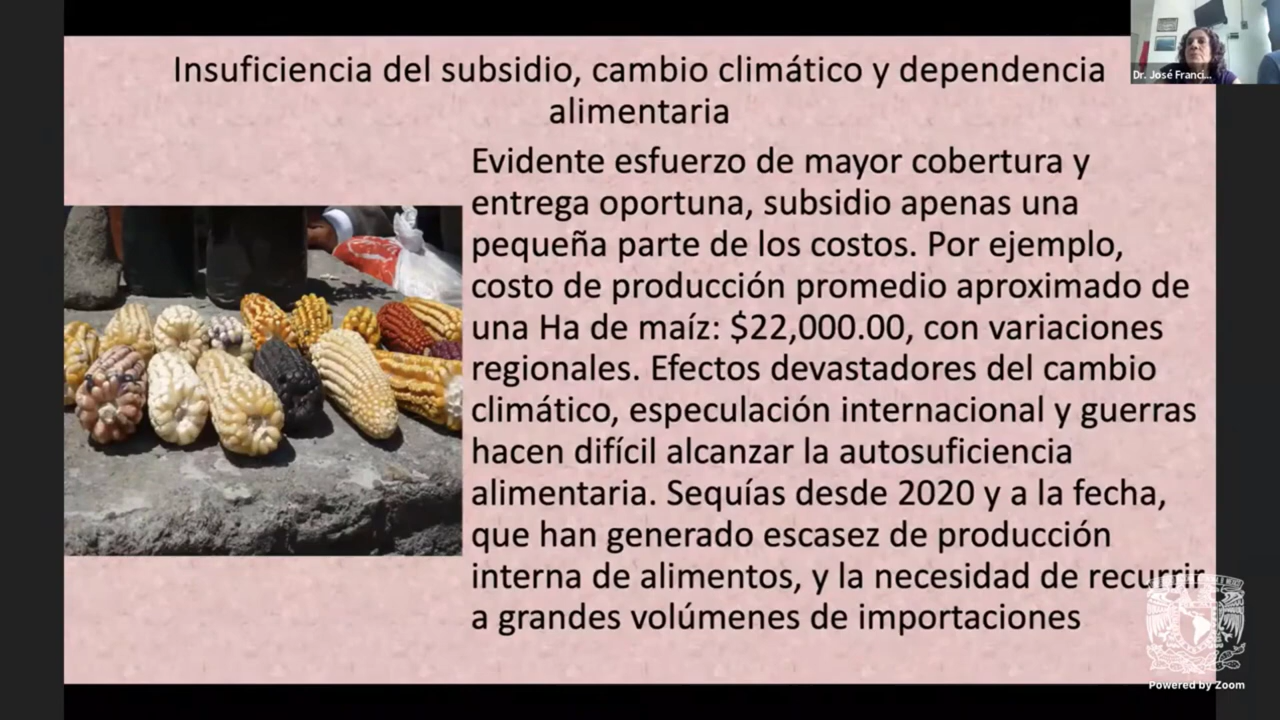 Insuficiencia del subsidio, cambio climático y dependencia
alimentaria
Dr. José Franci...
Evidente esfuerzo de mayor cobertura y
entrega oportuna, subsidio apenas una
pequeña parte de los costos. Por ejemplo,
costo de producción promedio aproximado de
una Ha de maíz: $22,000.00, con variaciones
regionales. Efectos devastadores del cambio
climático, especulación internacional y guerras
hacen difícil alcanzar la autosuficiencia
alimentaria. Sequías desde 2020 y a la fecha,
que han generado escasez de producción
interna de alimentos, y la necesidad de recurrir
a grandes volúmenes de importaciones
Powered by Zoom